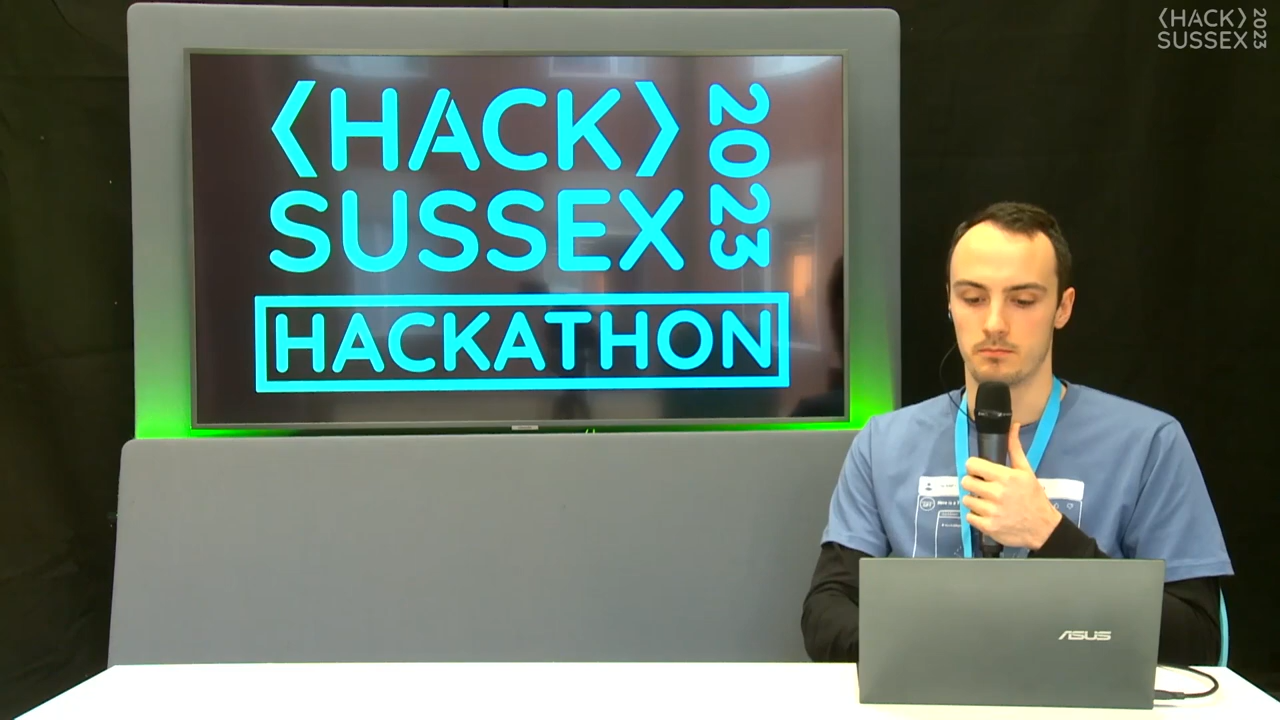 ⟨HACK⟩ 2023
SUSSEX
HACKATHON
⟨HACK⟩ 2023
SUSSEX
ASUS